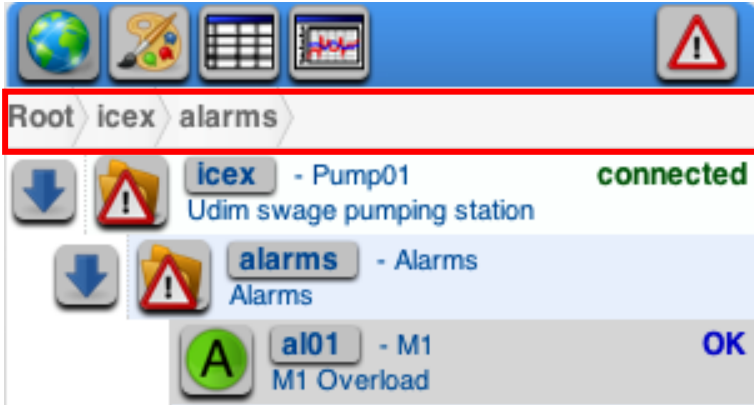 Root icex alarms
icex - Pump01 connected
Udim swage pumping station
alarms - Alarms
Alarms
A al01 - M1 OK
M1 Overload